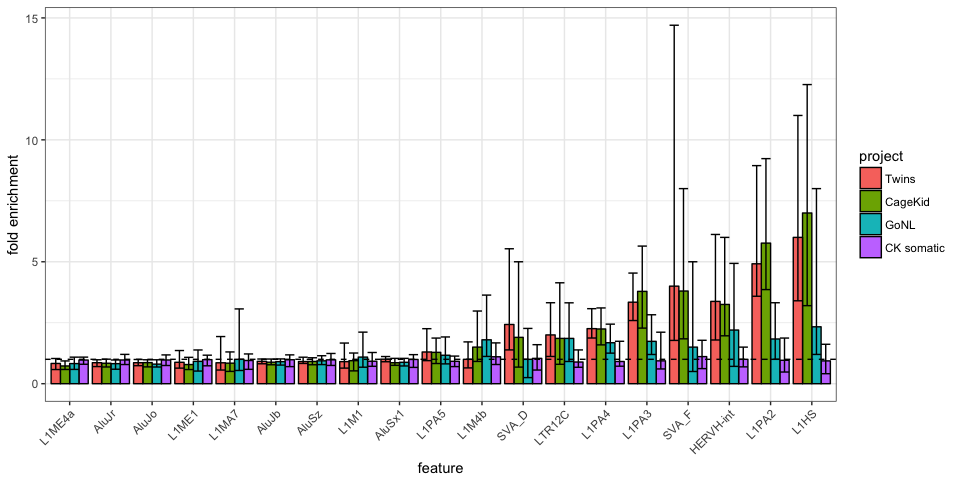 fold enrichment
15
10
5
0
L1ME4a
AluJr
AluJo
L1ME1
L1MA7
AluJb
AluSz
L1M1
AluSx1
L1PA5
L1M4b
SVA_D
LTR12C
L1PA4
L1PA3
SVA_F
HERVH-int
L1PA2
L1HS
feature
project
Twins
CageKid
GoNL
CK somatic